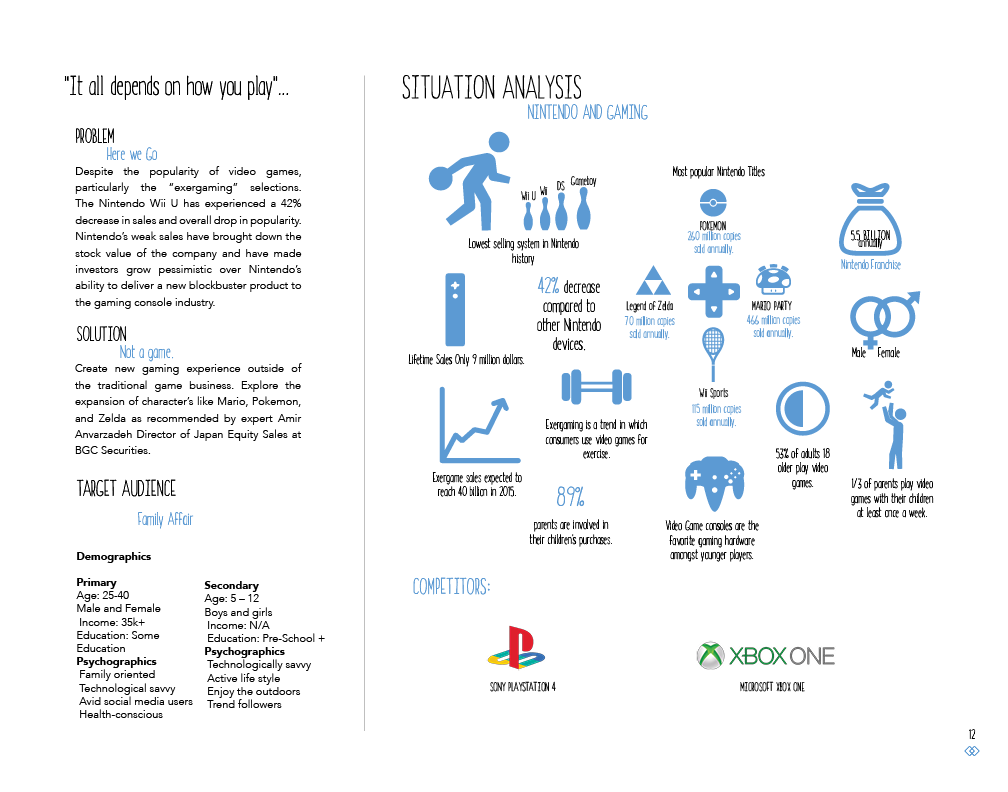 "It all depends on how you play"...
PROBLEM
Here we Go
Despite the popularity of video games,
particularly the “exergaming” selections.
The Nintendo Wii U has experienced a 42%
decrease in sales and overall drop in popularity.
Nintendo’s weak sales have brought down the
stock value of the company and have made
investors grow pessimistic over Nintendo’s
ability to deliver a new blockbuster product to
the gaming console industry.
SOLUTION
Not a game.
Create new gaming experience outside of
the traditional game business. Explore the
expansion of character’s like Mario, Pokemon,
and Zelda as recommended by expert Amir
Anvarzadeh Director of Japan Equity Sales at
BGC Securities.
TARGET AUDIENCE
Family Affair
Demographics
Primary
Age: 25-40
Male and Female
Income: 35k+
Education: Some
Education
Psychographics
Family oriented
Technological savvy
Avid social media users
Health-conscious
Secondary
Age: 5 – 12
Boys and girls
Income: N/A
Education: Pre-School +
Psychographics
Technologically savvy
Active life style
Enjoy the outdoors
Trend followers
SITUATION ANALYSIS
NINTENDO AND GAMING
Wii U Wii DS Gameboy
Lowest selling system in Nintendo
history
Lifetime Sales Only 9 million dollars.
42% decrease
compared to
other Nintendo
devices.
Exergame sales expected to
reach 40 billion in 2015.
Exergaming is a trend in which
consumers use video games for
exercise.
89%
parents are involved in
their children's purchases.
Most popular Nintendo Titles
POKEMON
260 million copies
sold annually.
Legend of Zelda
70 million copies
sold annually.
MARIO PARTY
466 million copies
sold annually.
Wii Sports
115 million copies
sold annually.
Video Game consoles are the
favorite gaming hardware
amongst younger players.
5.5 BILLION
annually
Nintendo Franchise
Male Female
53% of adults 18
older play video
games.
1/3 of parents play video
games with their children
at least once a week.
COMPETITORS:
SONY PLAYSTATION 4
XBOX ONE
MICROSOFT XBOX ONE
12